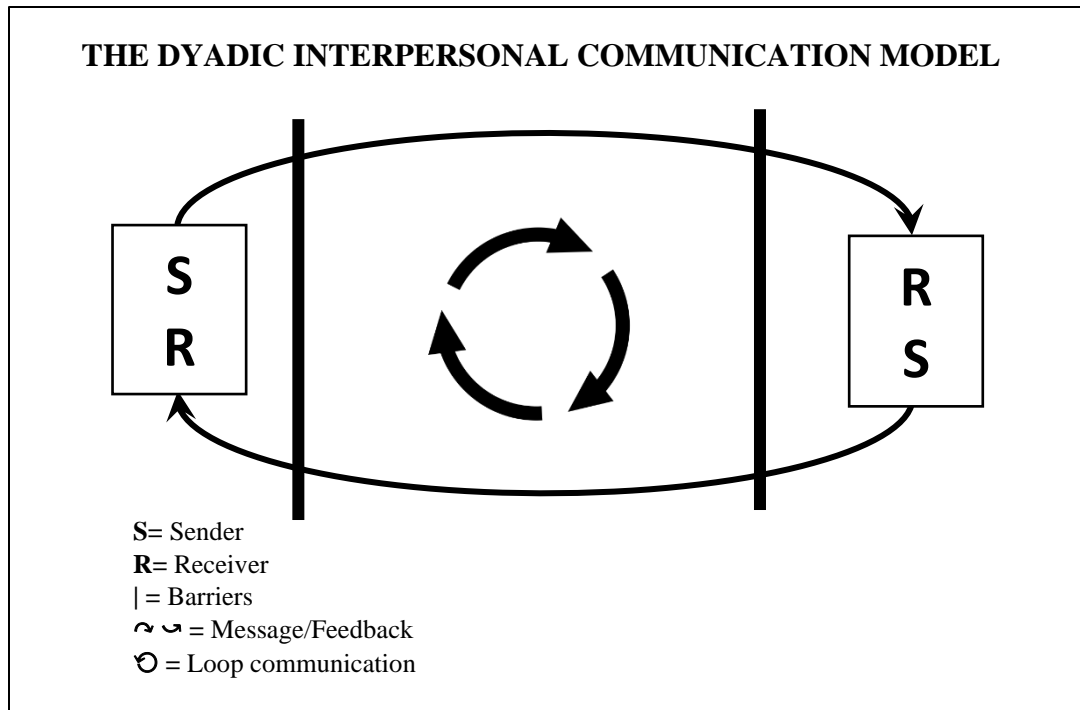 THE DYADIC INTERPERSONAL COMMUNICATION MODEL
S
R
R
S
S= Sender
R= Receiver
| = Barriers
= Message/Feedback
= Loop communication